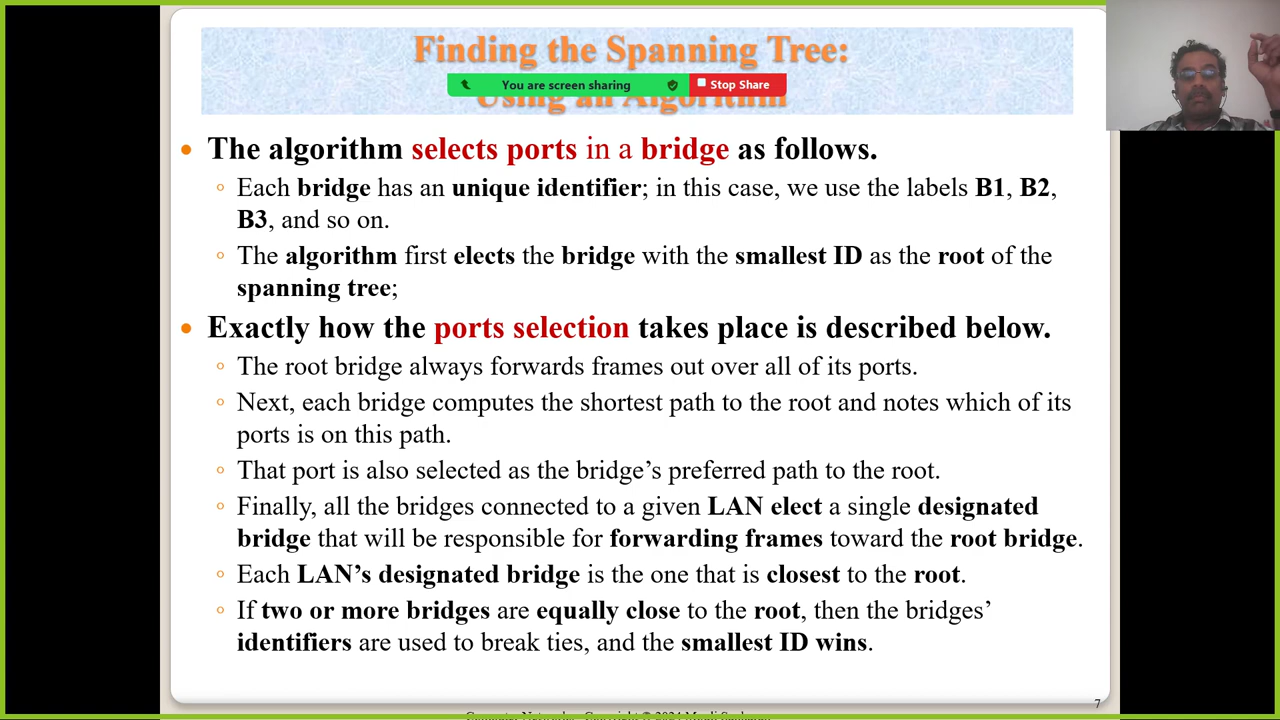 Finding the Spanning Tree:
You are screen sharing
Stop Share
Using an Algorithm
The algorithm selects ports in a bridge as follows.
Each bridge has an unique identifier; in this case, we use the labels B1, B2,
B3, and so on.
The algorithm first elects the bridge with the smallest ID as the root of the
spanning tree;
Exactly how the ports selection takes place is described below.
The root bridge always forwards frames out over all of its ports.
Next, each bridge computes the shortest path to the root and notes which of its
ports is on this path.
That port is also selected as the bridge’s preferred path to the root.
Finally, all the bridges connected to a given LAN elect a single designated
bridge that will be responsible for forwarding frames toward the root bridge.
Each LAN’s designated bridge is the one that is closest to the root.
If two or more bridges are equally close to the root, then the bridges’
identifiers are used to break ties, and the smallest ID wins.
7